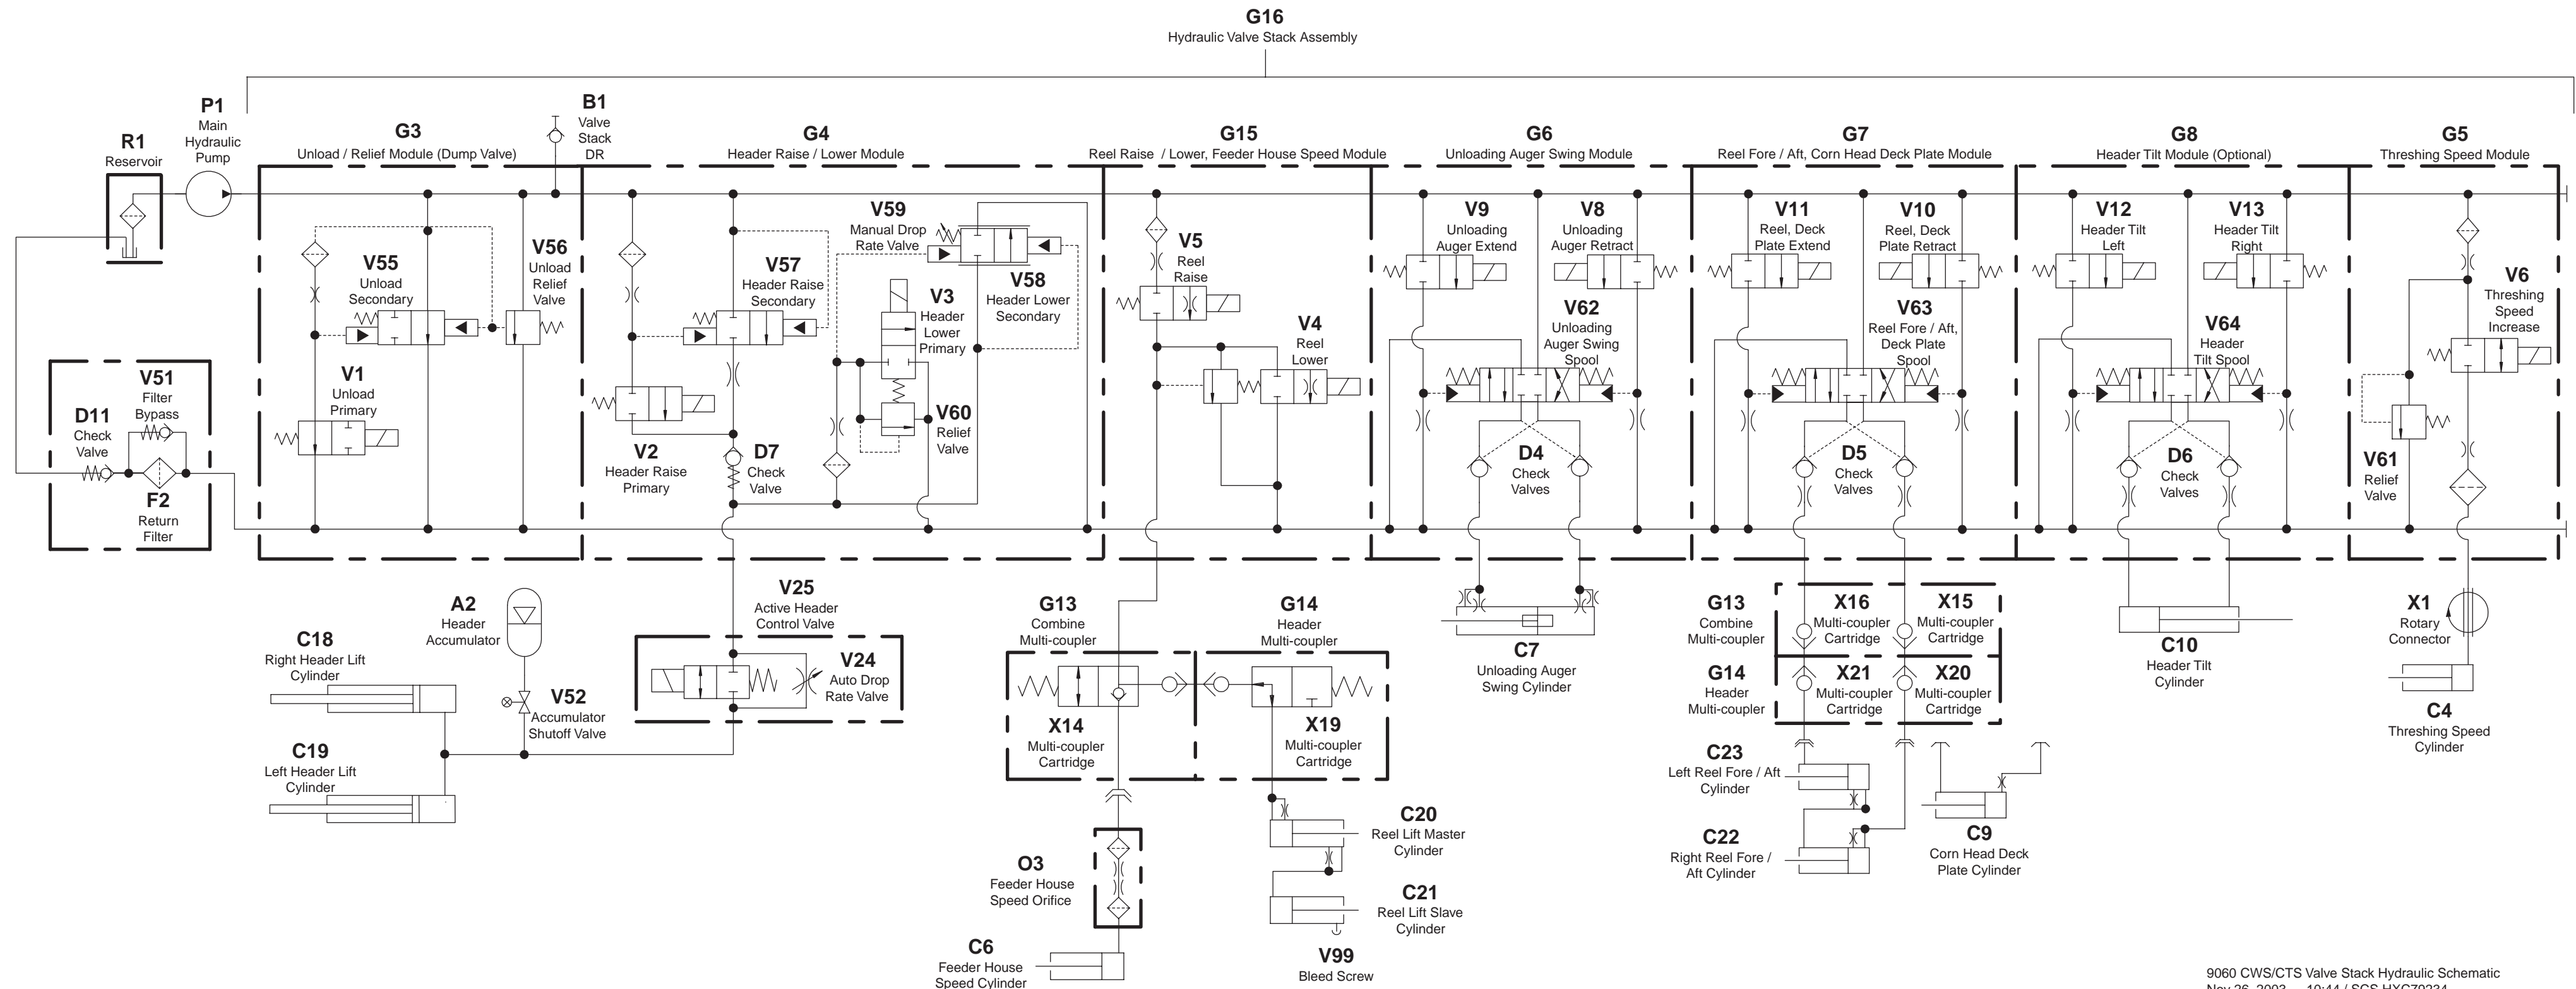 G16
Hydraulic Valve Stack Assembly
P1
Main
Hydraulic
Pump
R1
Reservoir
G3
Unload / Relief Module (Dump Valve)
B1
Valve
Stack
DR
G4
Header Raise / Lower Module
G15
Reel Raise / Lower, Feeder House Speed Module
G6
Unloading Auger Swing Module
G7
Reel Fore / Aft, Corn Head Deck Plate Module
G8
Header Tilt Module (Optional)
G5
Threshing Speed Module
V55
Unload
Secondary
V56
Unload
Relief
Valve
V1
Unload
Primary
V51
Filter
Bypass
D11
Check
Valve
F2
Return
Filter
V57
Header Raise
Secondary
V59
Manual Drop
Rate Valve
V58
Header Lower
Secondary
V3
Header
Lower
Primary
V60
Relief
Valve
V2
Header Raise
Primary
D7
Check
Valve
V5
Reel
Raise
V4
Reel
Lower
V9
Unloading
Auger Extend
V8
Unloading
Auger Retract
V62
Unloading
Auger Swing
Spool
D4
Check
Valves
V11
Reel, Deck
Plate Extend
V10
Reel, Deck
Plate Retract
V63
Reel Fore / Aft,
Deck Plate
Spool
D5
Check
Valves
V12
Header Tilt
Left
V13
Header Tilt
Right
V64
Header
Tilt Spool
D6
Check
Valves
V6
Threshing
Speed
Increase
V61
Relief
Valve
A2
Header
Accumulator
C18
Right Header Lift
Cylinder
V52
Accumulator
Shutoff Valve
C19
Left Header Lift
Cylinder
V25
Active Header
Control Valve
V24
Auto Drop
Rate Valve
G13
Combine
Multi-coupler
G14
Header
Multi-coupler
X14
Multi-coupler
Cartridge
X19
Multi-coupler
Cartridge
O3
Feeder House
Speed Orifice
C6
Feeder House
Speed Cylinder
C20
Reel Lift Master
Cylinder
C21
Reel Lift Slave
Cylinder
V99
Bleed Screw
C7
Unloading Auger
Swing Cylinder
G13
Combine
Multi-coupler
X16
Multi-coupler
Cartridge
X15
Multi-coupler
Cartridge
G14
Header
Multi-coupler
X21
Multi-coupler
Cartridge
X20
Multi-coupler
Cartridge
C23
Left Reel Fore / Aft
Cylinder
C22
Right Reel Fore /
Aft Cylinder
C9
Corn Head Deck
Plate Cylinder
C10
Header Tilt
Cylinder
X1
Rotary
Connector
C4
Threshing Speed
Cylinder
9060 CWS/CTS Valve Stack Hydraulic Schematic
Nov 26, 2003 10:44 / SCS HXC79234